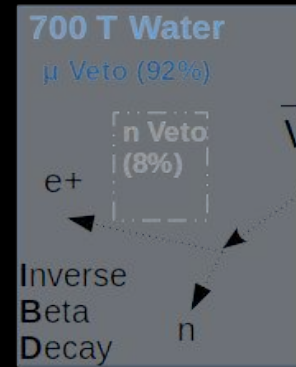 700 T Water
μ Veto (92%)
n Veto
(8%)
e+
n
Inverse
Beta
Decay